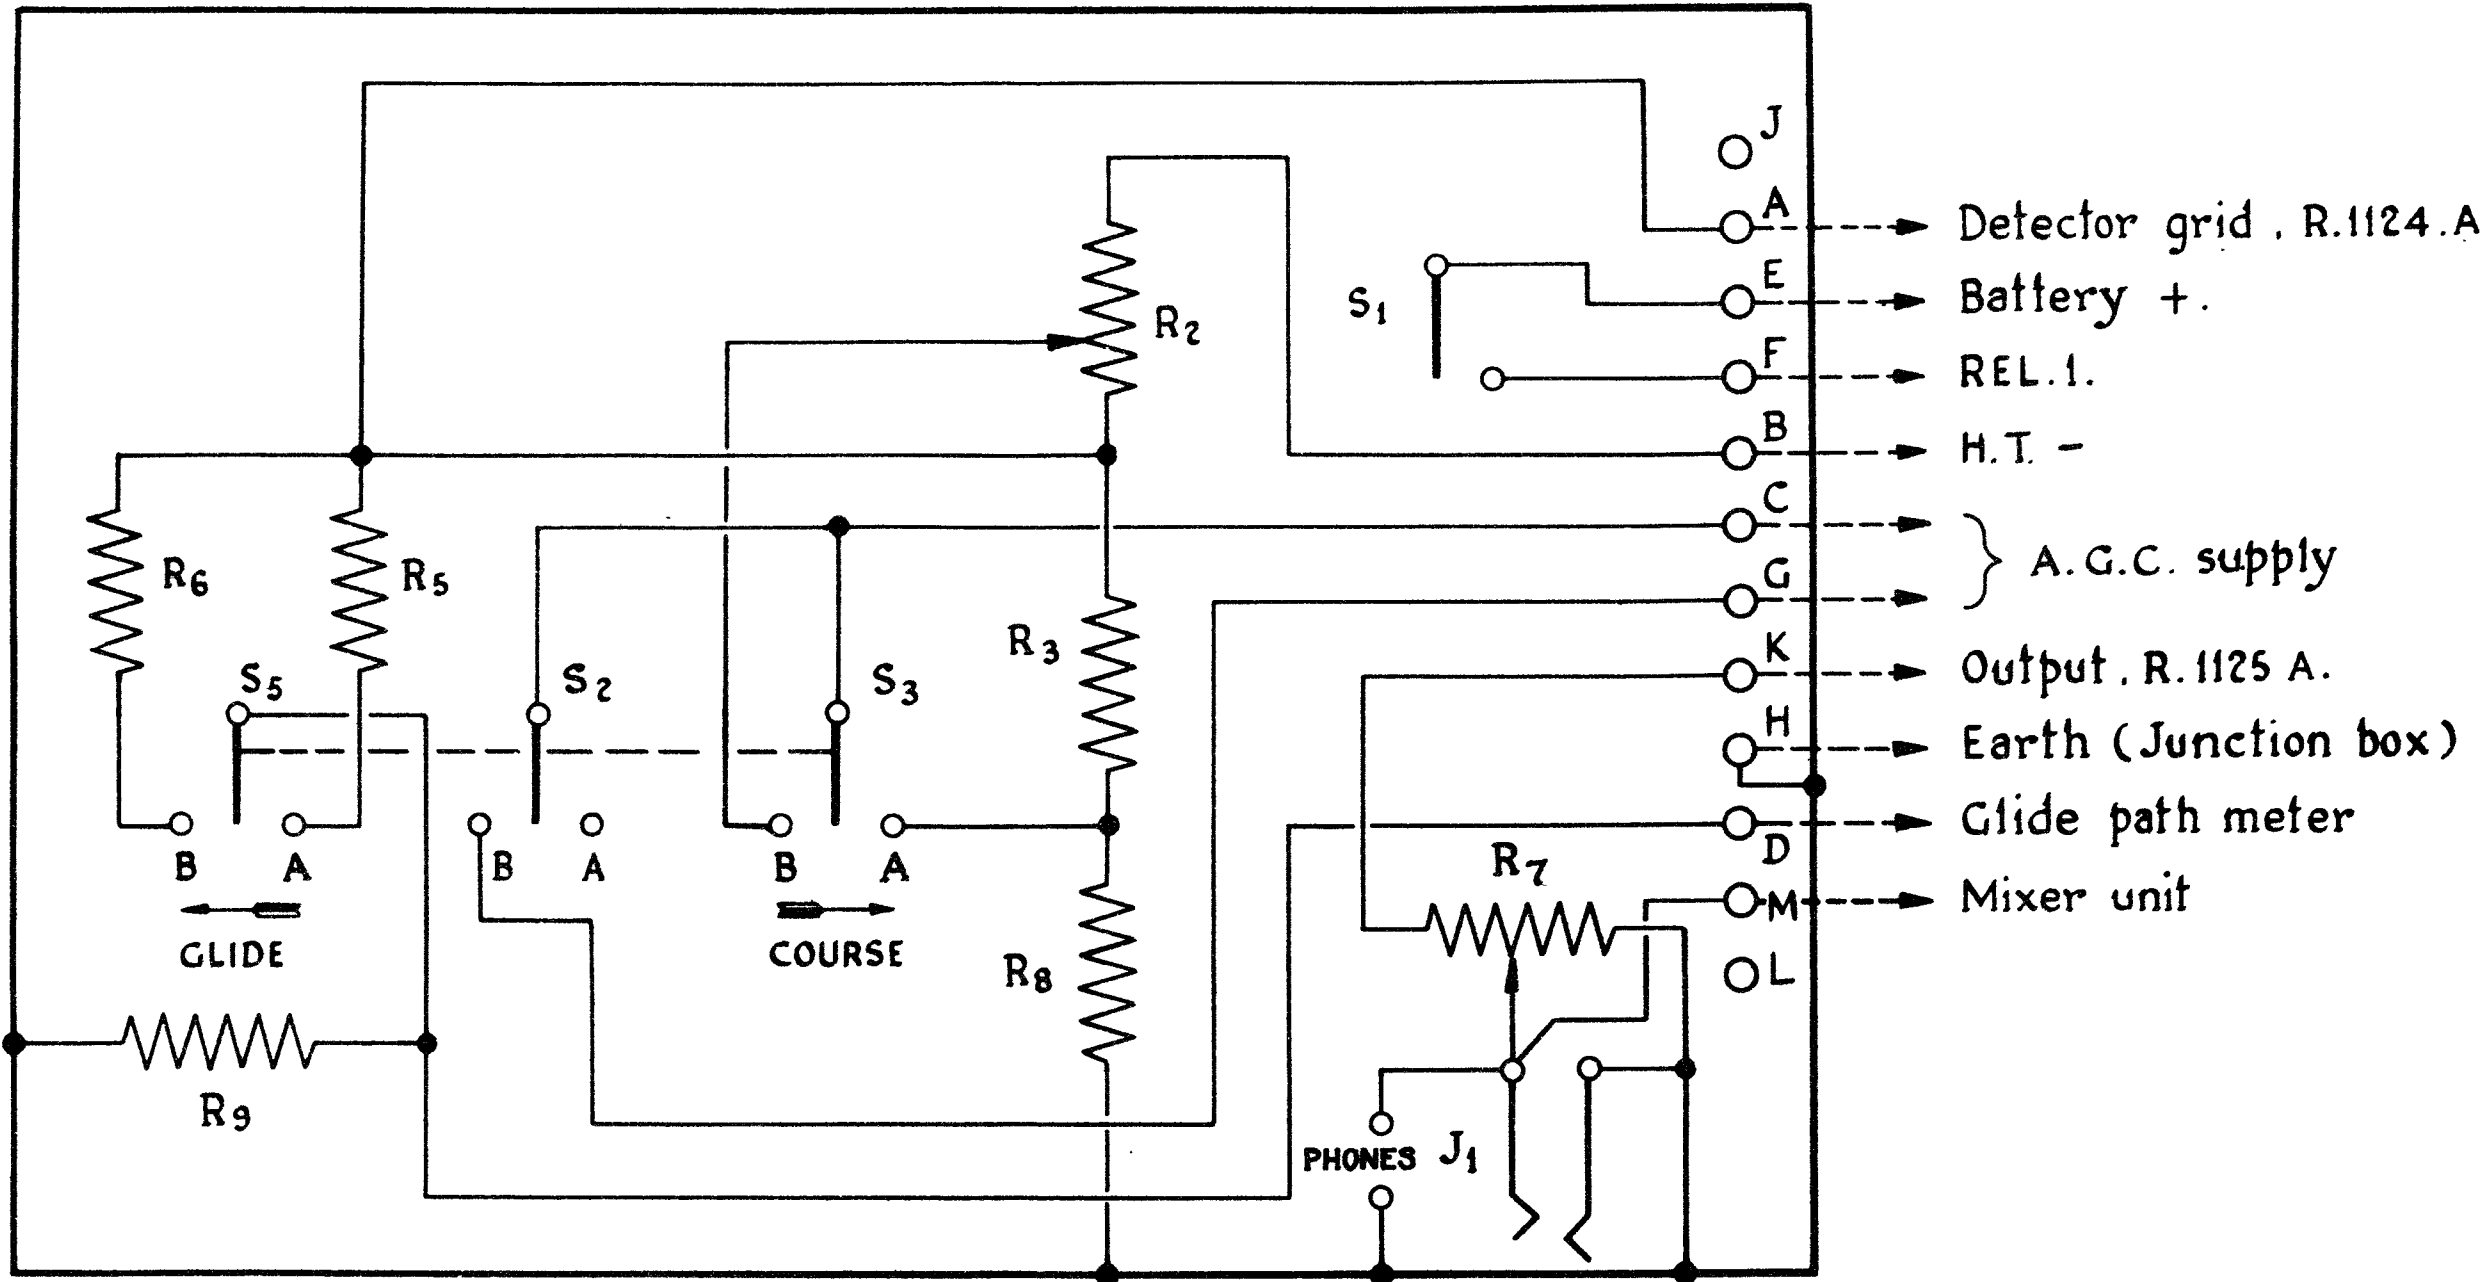 J
A Detector grid . R.1124.A
E Battery +.
S1
F REL.1.
R2
B H.T. -
C
A.G.C. supply
G
R6 R5
R3
K Output . R.1125 A.
S5 S2 S3
H Earth (Junction box)
Glide path meter
D
B A B A B A
R7
M Mixer unit
GLIDE COURSE
R8
L
R9
PHONES J1